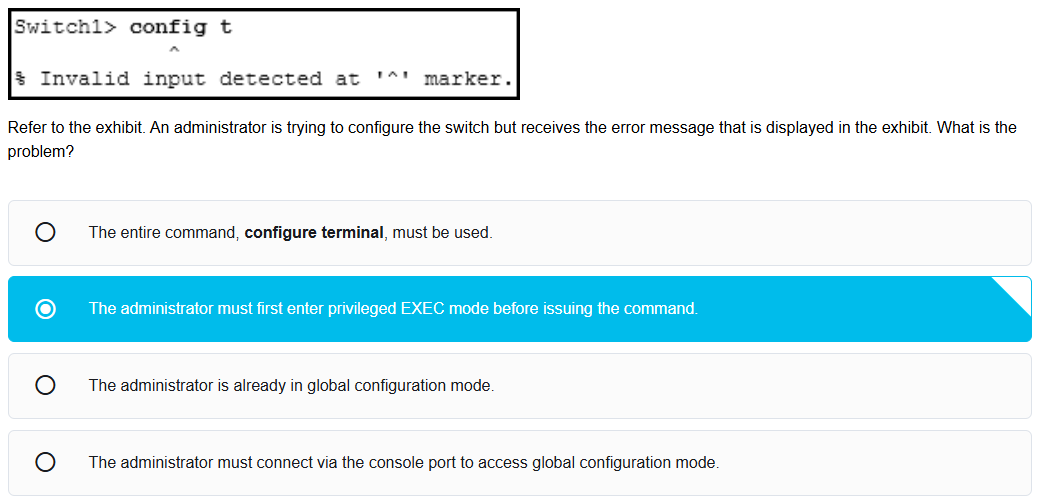 Switch1> config t
^
% Invalid input detected at '^' marker.
Refer to the exhibit. An administrator is trying to configure the switch but receives the error message that is displayed in the exhibit. What is the
problem?
The entire command, configure terminal, must be used.
The administrator must first enter privileged EXEC mode before issuing the command.
The administrator is already in global configuration mode.
The administrator must connect via the console port to access global configuration mode.